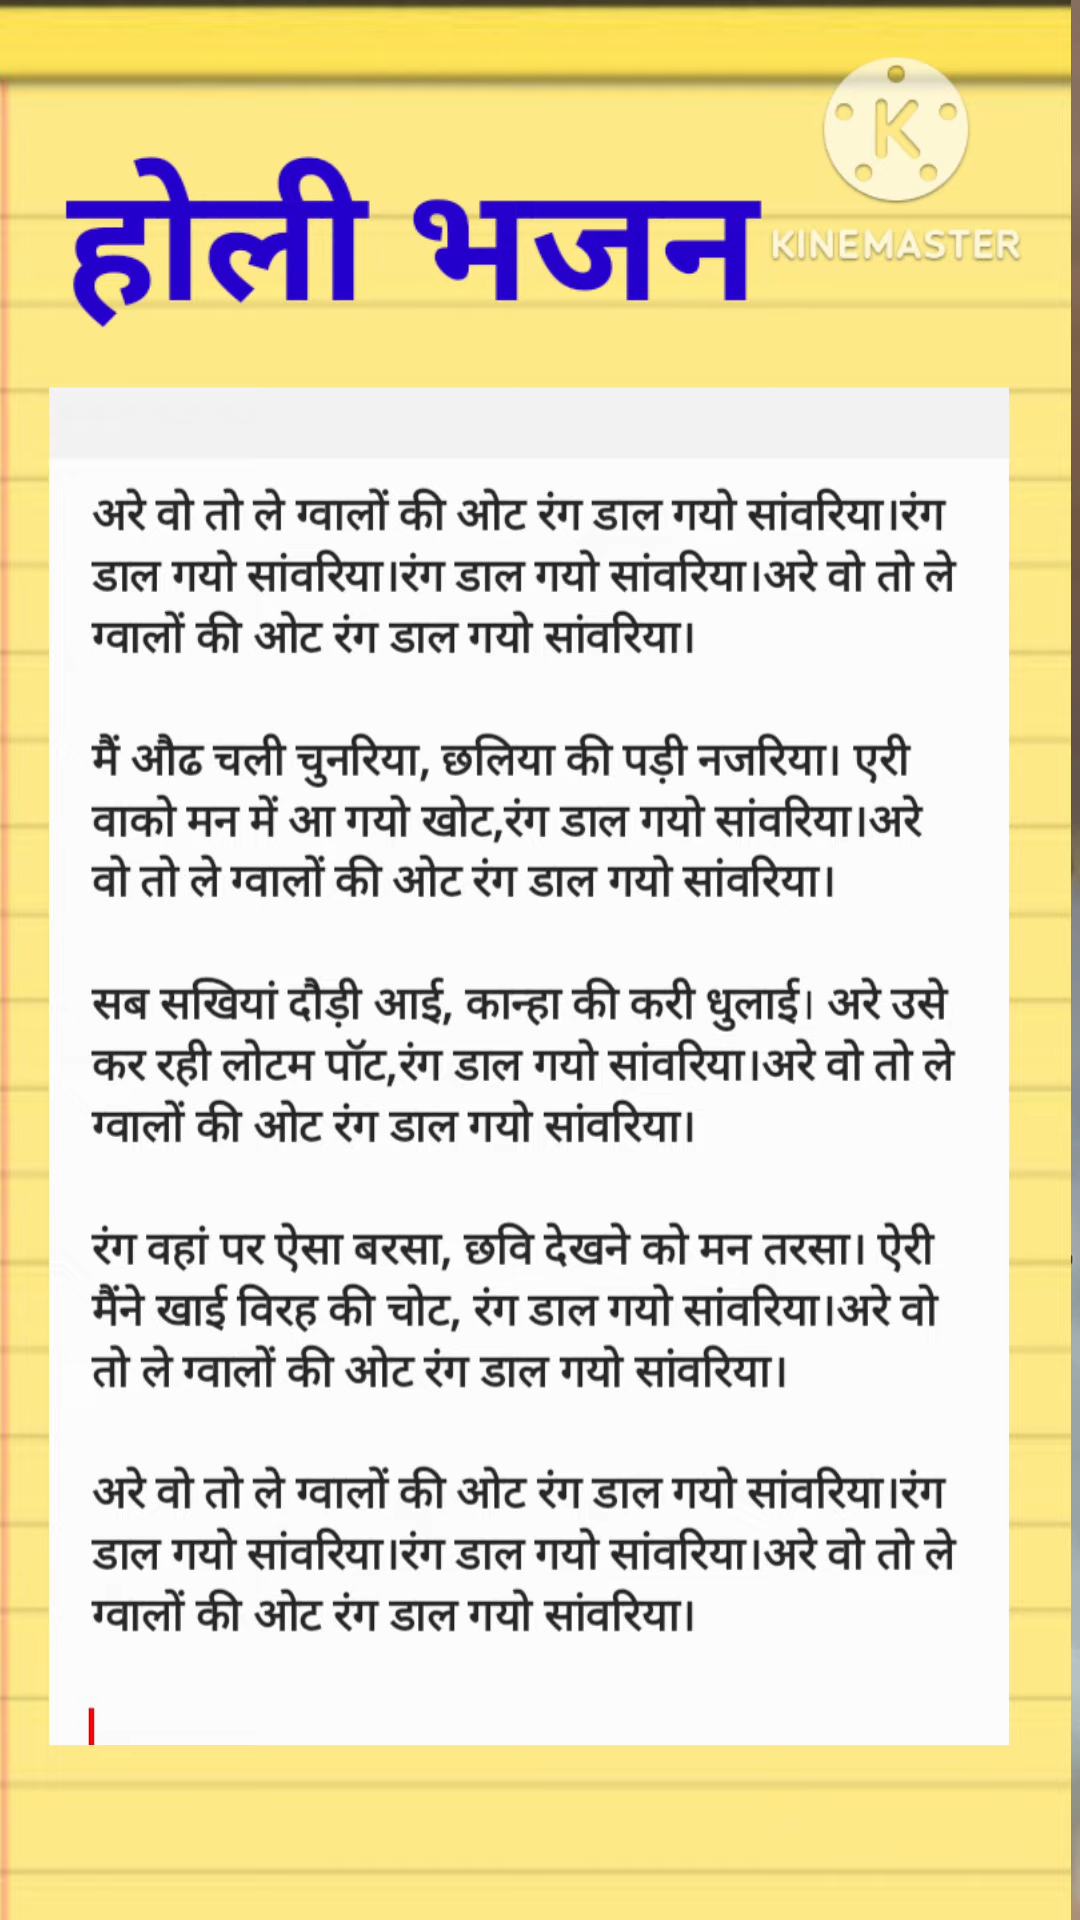 होली भजन
KINEMASTER
अरे वो तो ले ग्वालों की ओट रंग डाल गयो सांवरिया।रंग
डाल गयो सांवरिया।रंग डाल गयो सांवरिया।अरे वो तो ले
ग्वालों की ओट रंग डाल गयो सांवरिया।
मैं औढ चली चुनरिया, छलिया की पड़ी नजरिया। एरी
वाको मन में आ गयो खोट,रंग डाल गयो सांवरिया।अरे
वो तो ले ग्वालों की ओट रंग डाल गयो सांवरिया।
सब सखियां दौड़ी आई, कान्हा की करी धुलाई। अरे उसे
कर रही लोटम पॉट,रंग डाल गयो सांवरिया।अरे वो तो ले
ग्वालों की ओट रंग डाल गयो सांवरिया।
रंग वहां पर ऐसा बरसा, छवि देखने को मन तरसा। ऐरी
मैंने खाई विरह की चोट, रंग डाल गयो सांवरिया।अरे वो
तो ले ग्वालों की ओट रंग डाल गयो सांवरिया।
अरे वो तो ले ग्वालों की ओट रंग डाल गयो सांवरिया।रंग
डाल गयो सांवरिया।रंग डाल गयो सांवरिया।अरे वो तो ले
ग्वालों की ओट रंग डाल गयो सांवरिया।